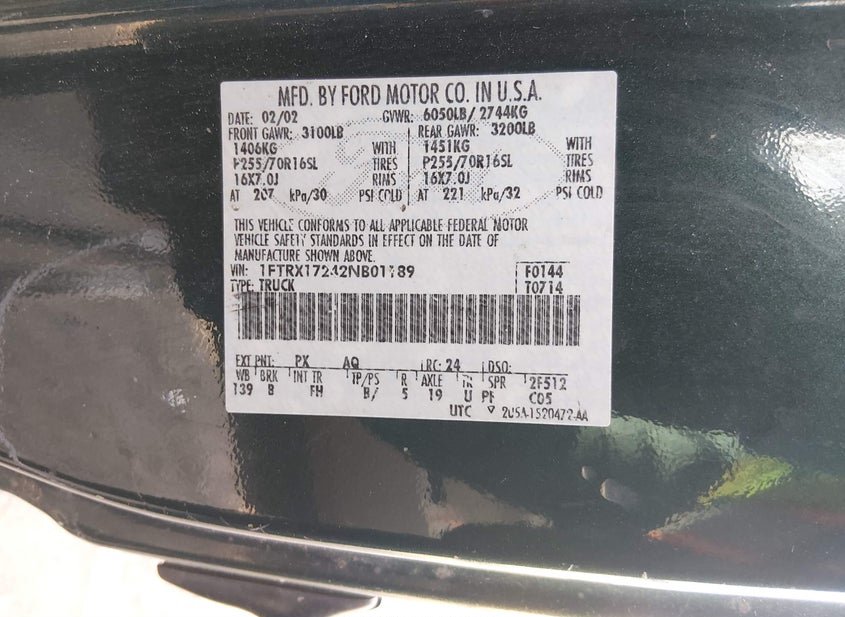 MFD. BY FORD MOTOR CO. IN U.S.A.
DATE: 02/02 GVWR: 6050LB/ 2744KG
FRONT GAWR: 3100LB REAR GAWR: 3200LB
1406KG WITH 1451KG WITH
P255/70R16SL TIRES P255/70R16SL TIRES
16X7.0J RIMS 16X7.0J RIMS
AT 207 kPa/30 PSI COLD AT 221 kPa/32 PSI COLD
THIS VEHICLE CONFORMS TO ALL APPLICABLE FEDERAL MOTOR
VEHICLE SAFETY STANDARDS IN EFFECT ON THE DATE OF
MANUFACTURE SHOWN ABOVE.
VIN: 1FTRX17242NB01189 F0144
TYPE: TRUCK T0714
EXT PNT: PX AQ RC: 24 DSO:
WB BRK INT TR TP/PS R AXLE TR SPR 2F512
139 B FH B/ 5 19 U PF C05
UTC 2U5A-1520472-AA